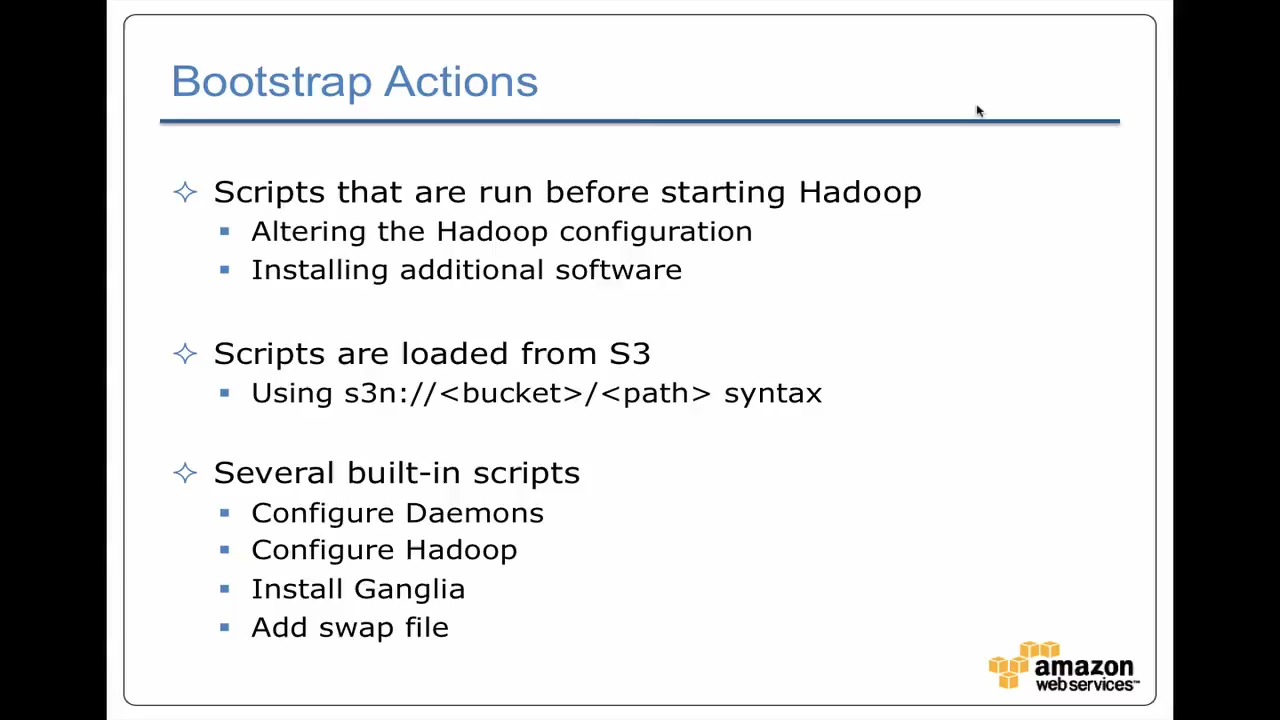 Bootstrap Actions
Scripts that are run before starting Hadoop
Altering the Hadoop configuration
Installing additional software
Scripts are loaded from S3
Using s3n://<bucket>/<path> syntax
Several built-in scripts
Configure Daemons
Configure Hadoop
Install Ganglia
Add swap file
amazon
webservices™